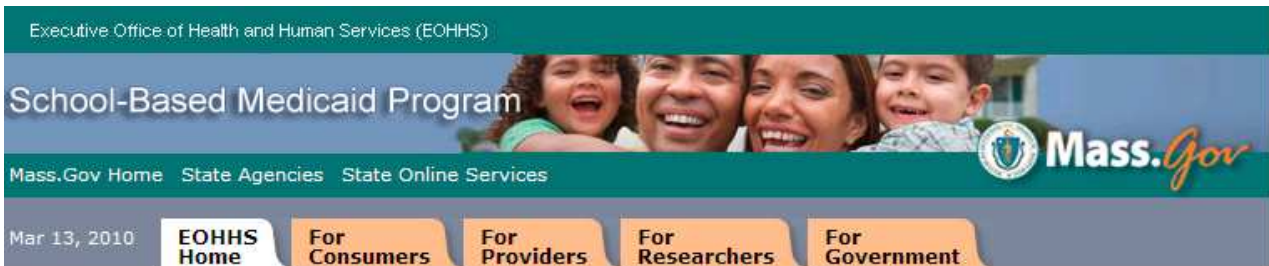 Executive Office of Health and Human Services (EOHHS)
School-Based Medicaid Program
Mass.Gov
Mass.Gov Home State Agencies State Online Services
Mar 13, 2010
EOHHS
Home
For
Consumers
For
Providers
For
Researchers
For
Government